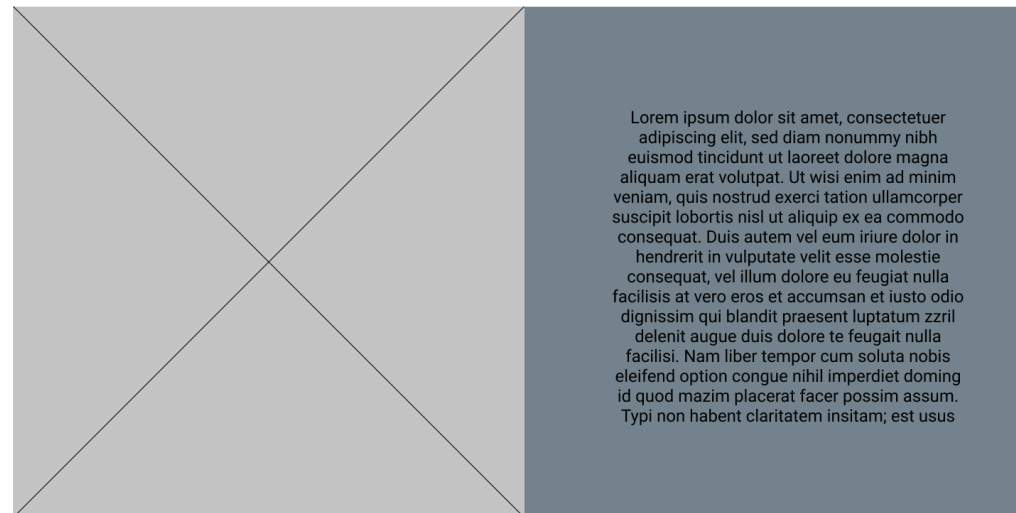 Lorem ipsum dolor sit amet, consectetuer
adipiscing elit, sed diam nonummy nibh
euismod tincidunt ut laoreet dolore magna
aliquam erat volutpat. Ut wisi enim ad minim
veniam, quis nostrud exerci tation ullamcorper
suscipit lobortis nisl ut aliquip ex ea commodo
consequat. Duis autem vel eum iriure dolor in
hendrerit in vulputate velit esse molestie
consequat, vel illum dolore eu feugiat nulla
facilisis at vero eros et accumsan et iusto odio
dignissim qui blandit praesent luptatum zzril
delenit augue duis dolore te feugait nulla
facilisi. Nam liber tempor cum soluta nobis
eleifend option congue nihil imperdiet doming
id quod mazim placerat facer possim assum.
Typi non habent claritatem insitam; est usus